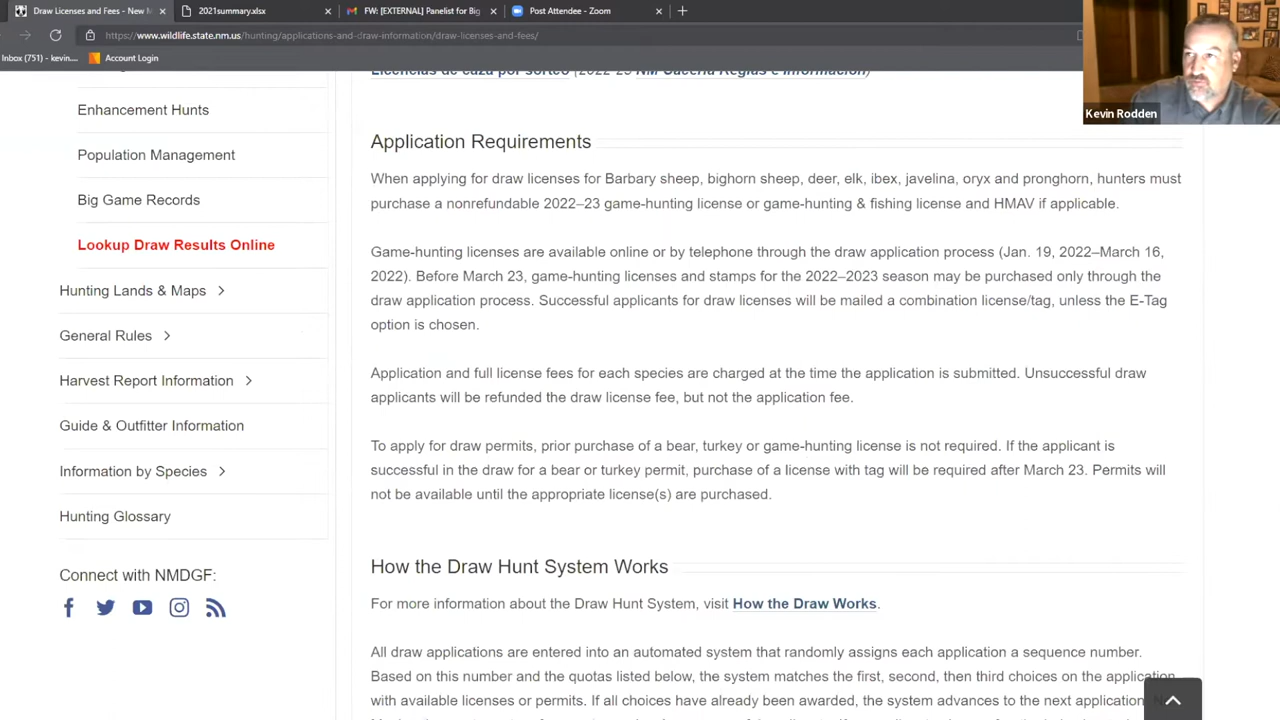 Draw Licenses and Fees - New M
2021summary.xlsx
FW: [EXTERNAL] Panelist for Big
Post Attendee - Zoom
https://www.wildlife.state.nm.us/hunting/applications-and-draw-information/draw-licenses-and-fees/
Inbox (751) - kevin....
Account Login
Kevin Rodden
Enhancement Hunts
Population Management
Big Game Records
Lookup Draw Results Online
Hunting Lands & Maps
General Rules
Harvest Report Information
Guide & Outfitter Information
Information by Species
Hunting Glossary
Connect with NMDGF:
Licencias de caza por sorteo (2022-23 NM Cacería Reglas e Información)
Application Requirements
When applying for draw licenses for Barbary sheep, bighorn sheep, deer, elk, ibex, javelina, oryx and pronghorn, hunters must
purchase a nonrefundable 2022–23 game-hunting license or game-hunting & fishing license and HMAV if applicable.
Game-hunting licenses are available online or by telephone through the draw application process (Jan. 19, 2022–March 16,
2022). Before March 23, game-hunting licenses and stamps for the 2022–2023 season may be purchased only through the
draw application process. Successful applicants for draw licenses will be mailed a combination license/tag, unless the E-Tag
option is chosen.
Application and full license fees for each species are charged at the time the application is submitted. Unsuccessful draw
applicants will be refunded the draw license fee, but not the application fee.
To apply for draw permits, prior purchase of a bear, turkey or game-hunting license is not required. If the applicant is
successful in the draw for a bear or turkey permit, purchase of a license with tag will be required after March 23. Permits will
not be available until the appropriate license(s) are purchased.
How the Draw Hunt System Works
For more information about the Draw Hunt System, visit How the Draw Works.
All draw applications are entered into an automated system that randomly assigns each application a sequence number.
Based on this number and the quotas listed below, the system matches the first, second, then third choices on the application
with available licenses or permits. If all choices have already been awarded, the system advances to the next application.